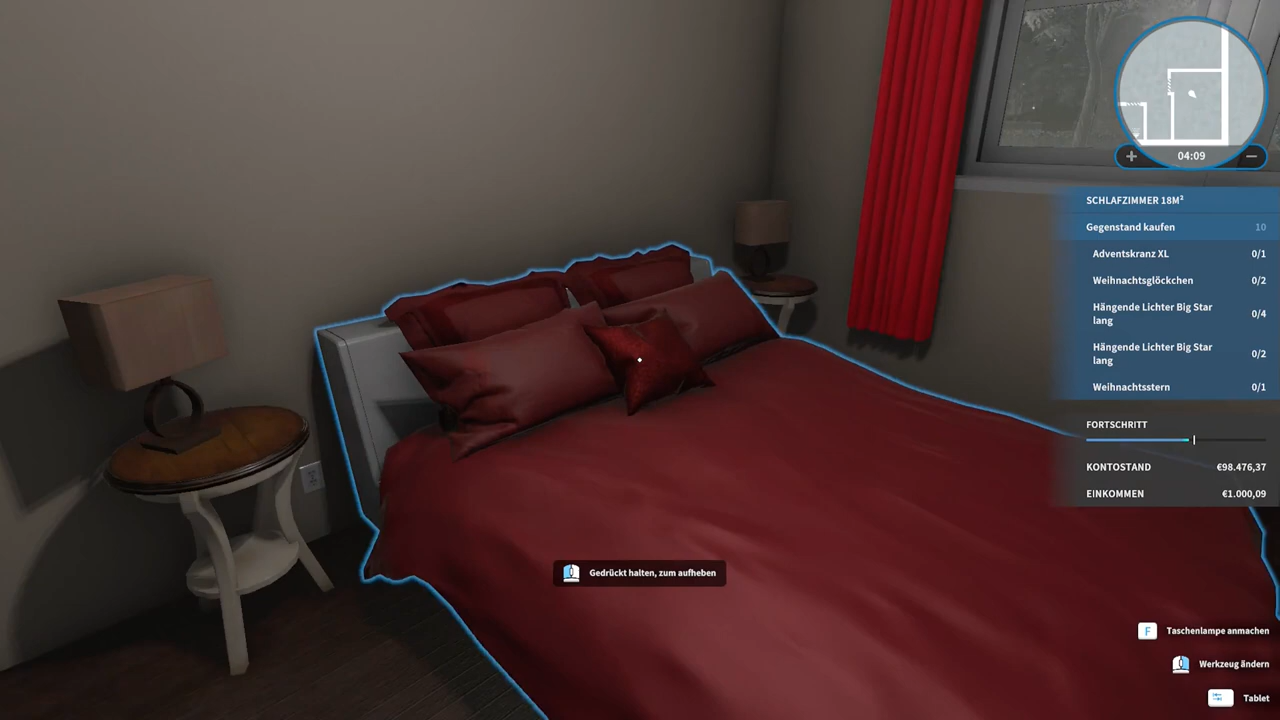 04:09
SCHLAFZIMMER 18M²
Gegenstand kaufen 10
Adventskranz XL 0/1
Weihnachtsglöckchen 0/2
Hängende Lichter Big Star
lang 0/4
Hängende Lichter Big Star
lang 0/2
Weihnachtsstern 0/1
FORTSCHRITT
KONTOSTAND €98.476,37
EINKOMMEN €1.000,09
Gedrückt halten, zum aufheben
F Taschenlampe anmachen
Werkzeug ändern
Tablet